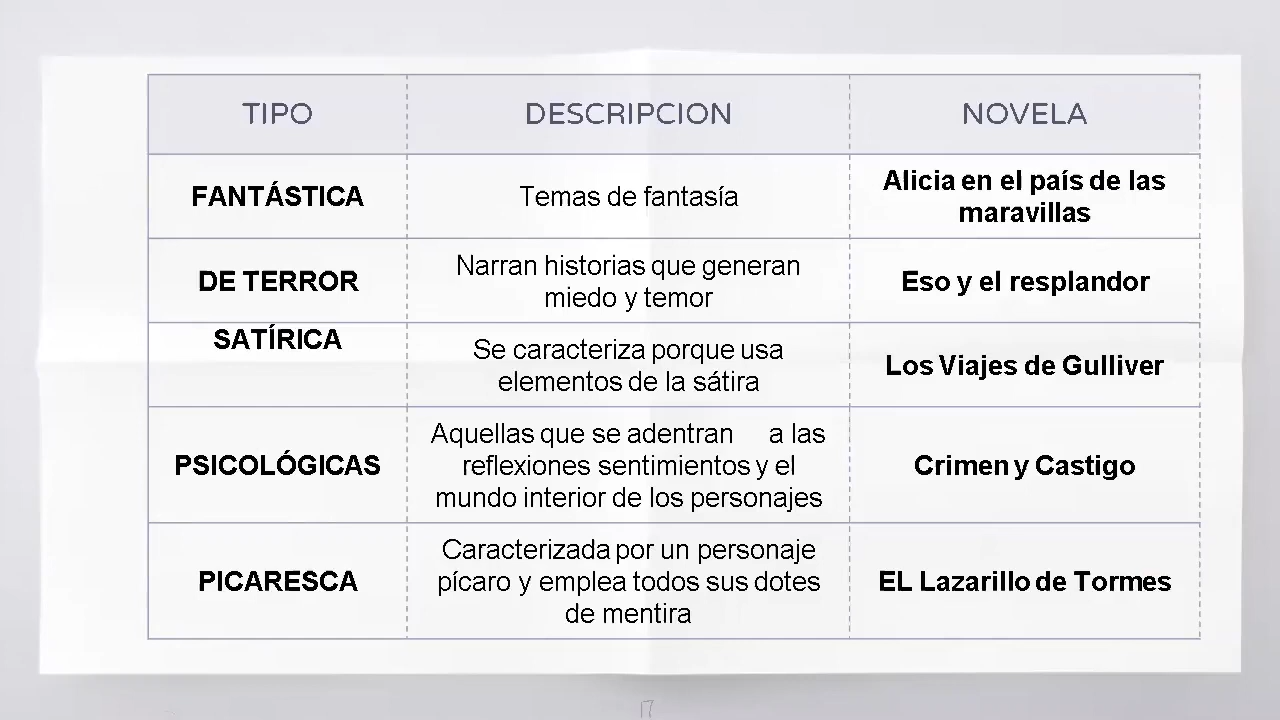 TIPO
DESCRIPCION
NOVELA
FANTÁSTICA
Temas de fantasía
Alicia en el país de las
maravillas
DE TERROR
Narran historias que generan
miedo y temor
Eso y el resplandor
SATÍRICA
Se caracteriza porque usa
elementos de la sátira
Los Viajes de Gulliver
PSICOLÓGICAS
Aquellas que se adentran a las
reflexiones sentimientos y el
mundo interior de los personajes
Crimen y Castigo
PICARESCA
Caracterizada por un personaje
pícaro y emplea todos sus dotes
de mentira
EL Lazarillo de Tormes
17